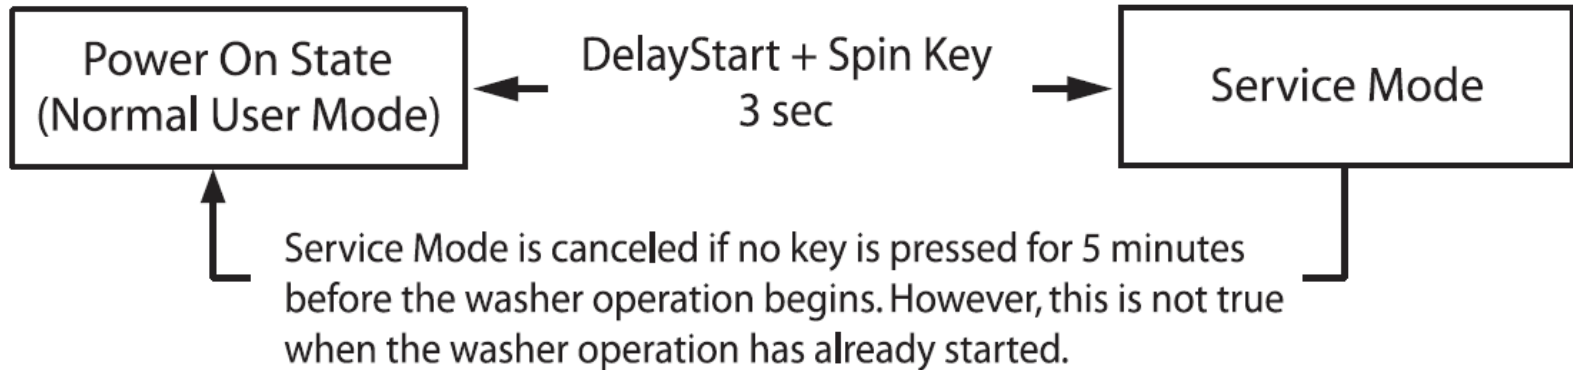 Power On State
(Normal User Mode)
DelayStart + Spin Key
3 sec
Service Mode
Service Mode is canceled if no key is pressed for 5 minutes
before the washer operation begins. However, this is not true
when the washer operation has already started.